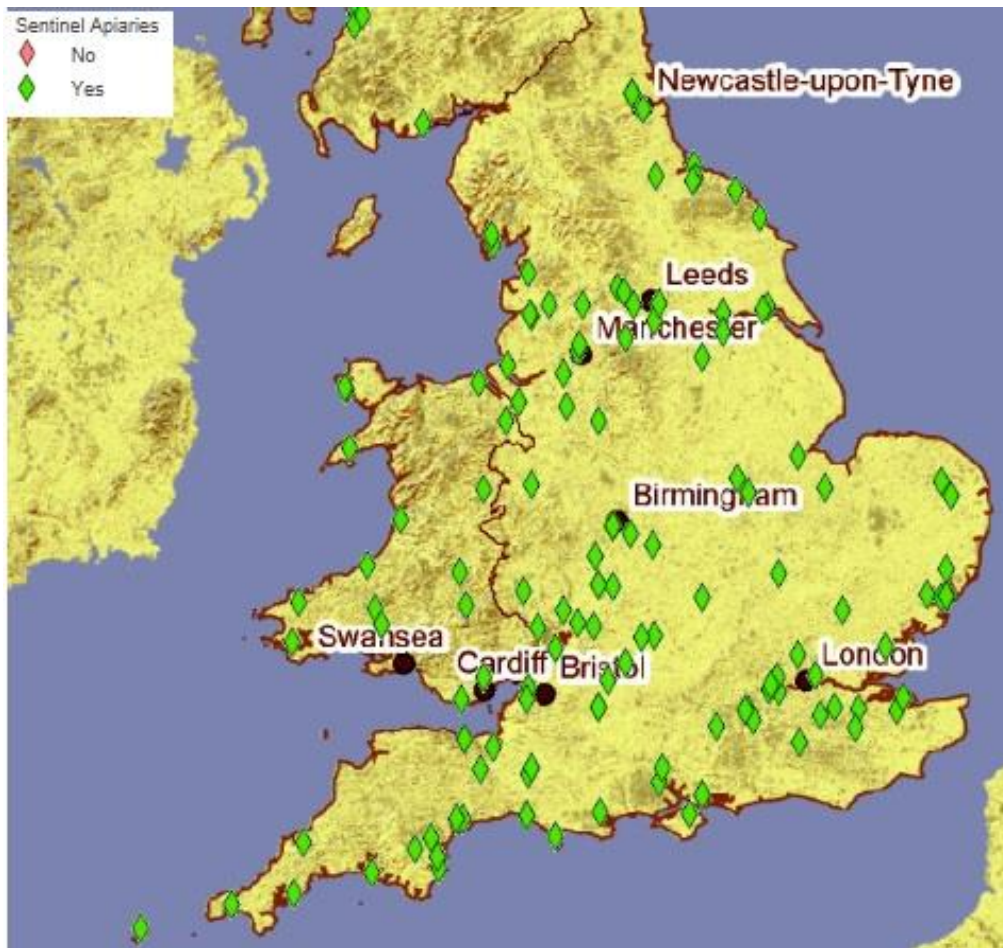 Sentinel Apiaries
No
Yes
Newcastle-upon-Tyne
Leeds
Manchester
Birmingham
Swansea
Cardiff
Bristol
London